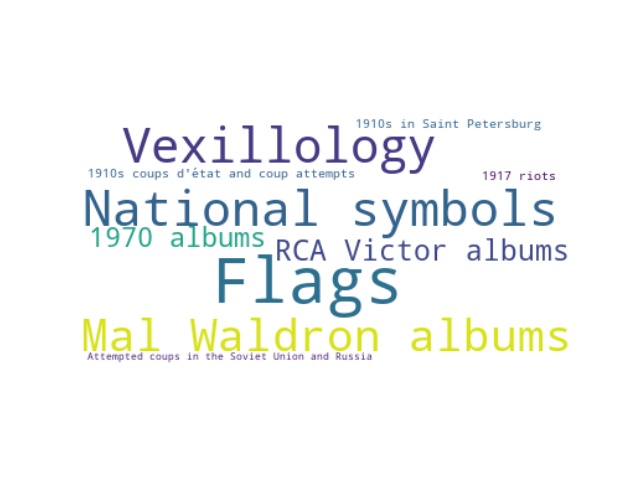 1910s in Saint Petersburg
Vexillology
1910s coups d'état and coup attempts
1917 riots
National symbols
1970 albums
RCA Victor albums
Flags
Mal Waldron albums
Attempted coups in the Soviet Union and Russia